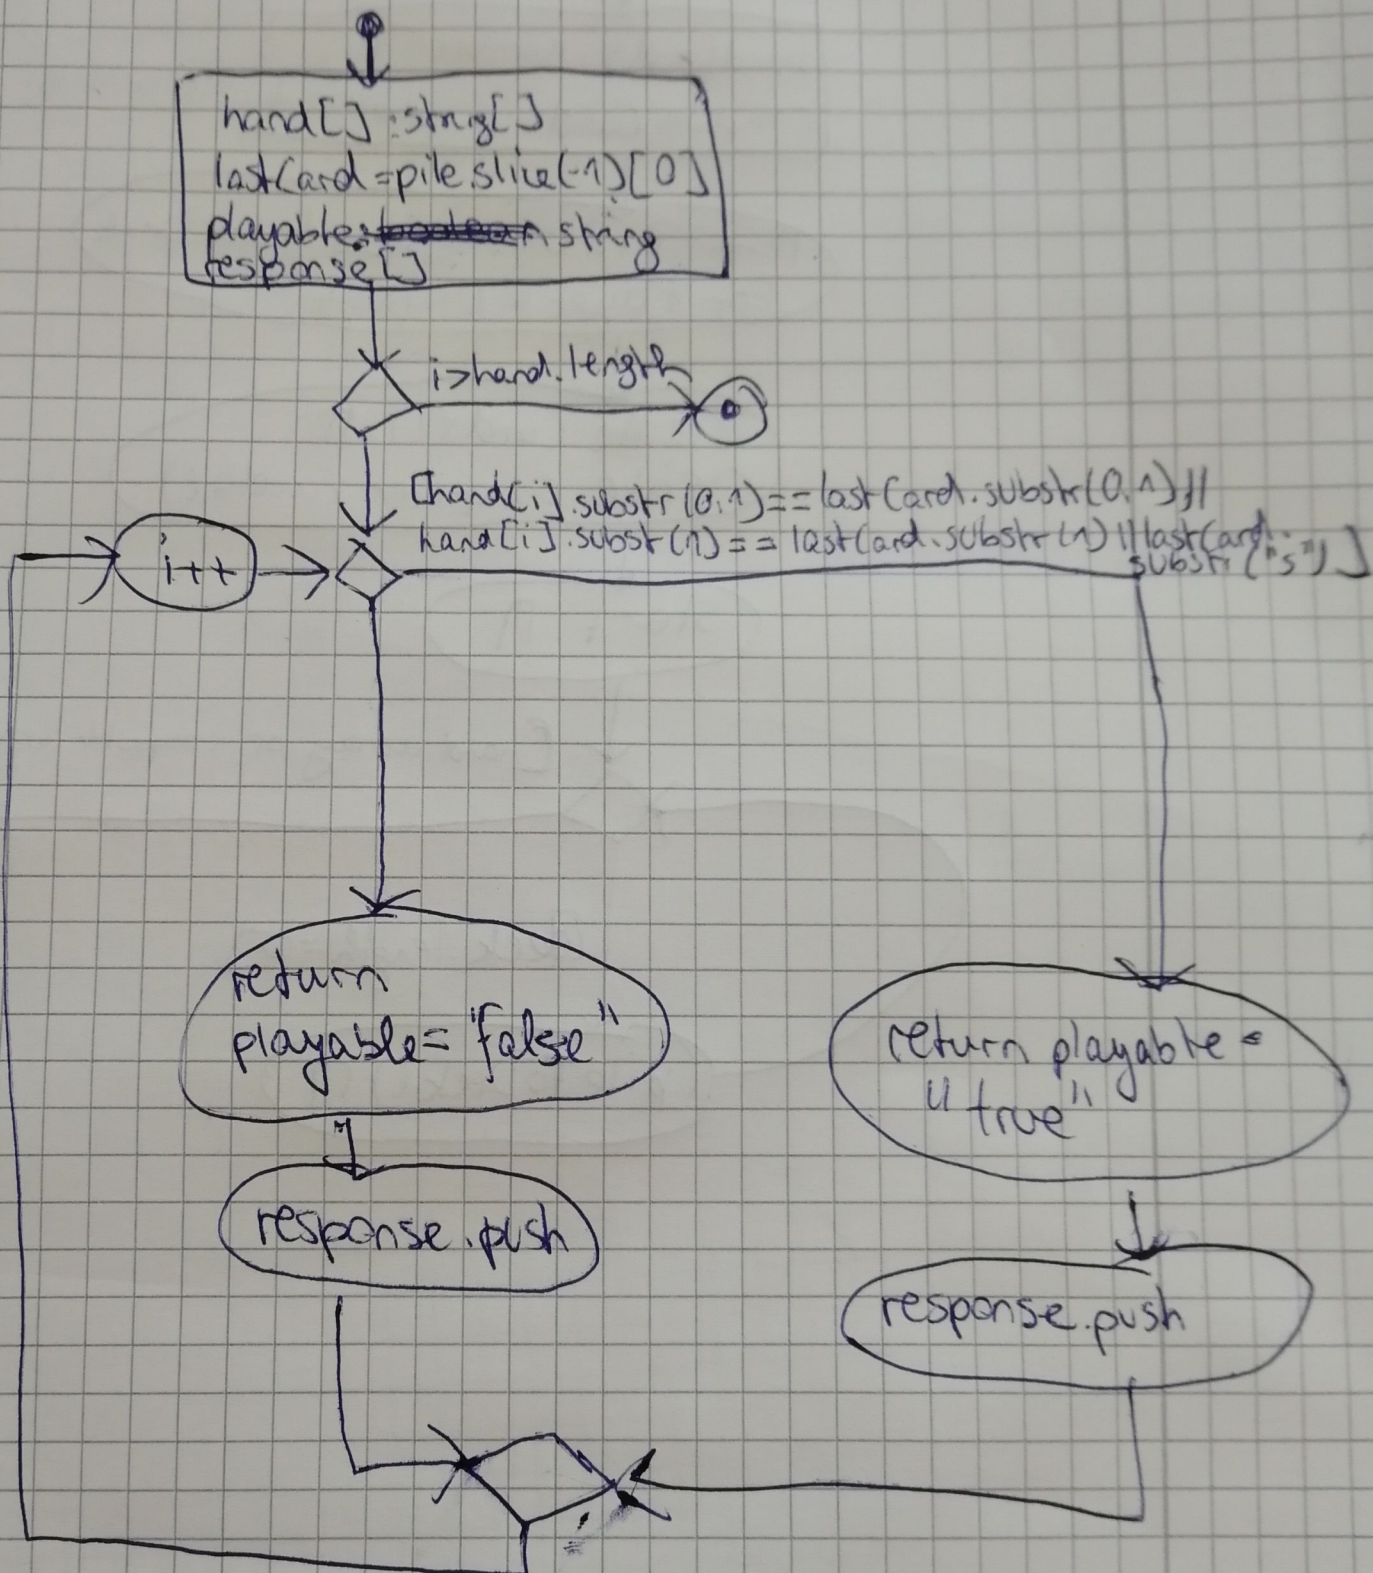 hand[] :string[]
lastCard=pile.slice(-1)[0]
playable: string
response[]
i>hand.length
[hand[i].substr(0,1)==lastCard.substr(0,1)||
hand[i].substr(1)==lastCard.substr(1)||lastCard.
substr("s")]
i++
return
playable="false"
return playable=
"true"
response.push
response.push